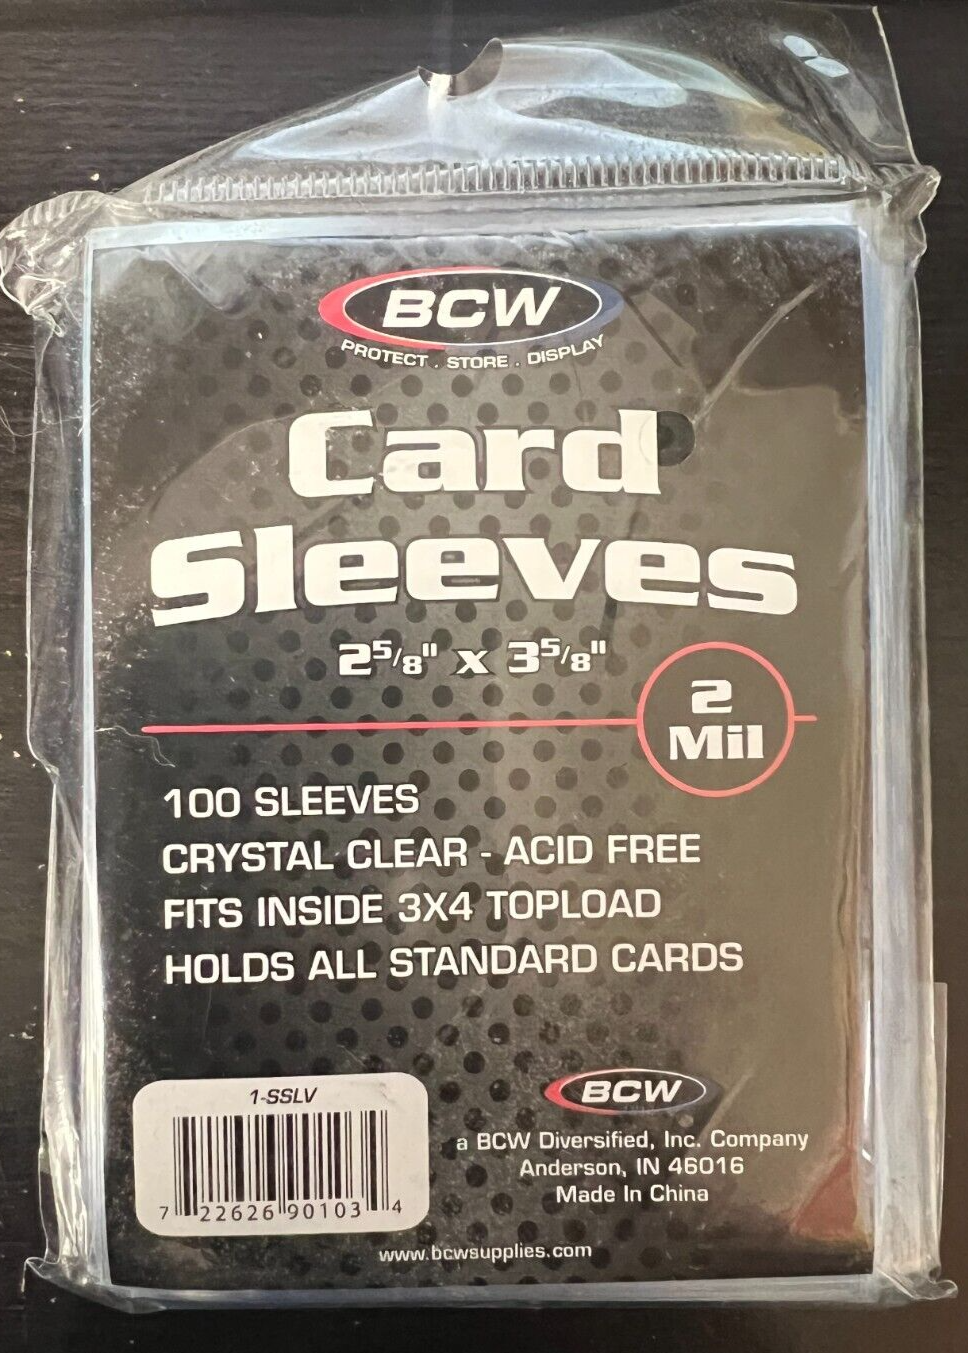 BCW
PROTECT . STORE . DISPLAY
Card
Sleeves
2 5/8" x 3 5/8"
2
Mil
100 SLEEVES
CRYSTAL CLEAR - ACID FREE
FITS INSIDE 3X4 TOPLOAD
HOLDS ALL STANDARD CARDS
1-SSLV
7 22626 90103 4
BCW
a BCW Diversified, Inc. Company
Anderson, IN 46016
Made In China
www.bcwsupplies.com